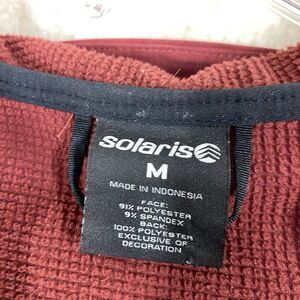 solaris
M
MADE IN INDONESIA
FACE:
91% POLYESTER
9% SPANDEX
BACK:
100% POLYESTER
EXCLUSIVE OF
DECORATION